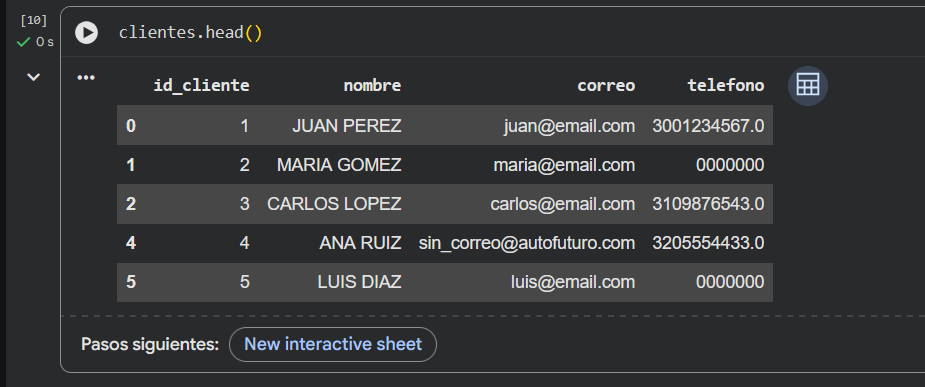 [10]
0 s
clientes.head()
id_cliente nombre correo telefono
0 1 JUAN PEREZ juan@email.com 3001234567.0
1 2 MARIA GOMEZ maria@email.com 0000000
2 3 CARLOS LOPEZ carlos@email.com 3109876543.0
4 4 ANA RUIZ sin_correo@autofuturo.com 3205554433.0
5 5 LUIS DIAZ luis@email.com 0000000
Pasos siguientes: New interactive sheet